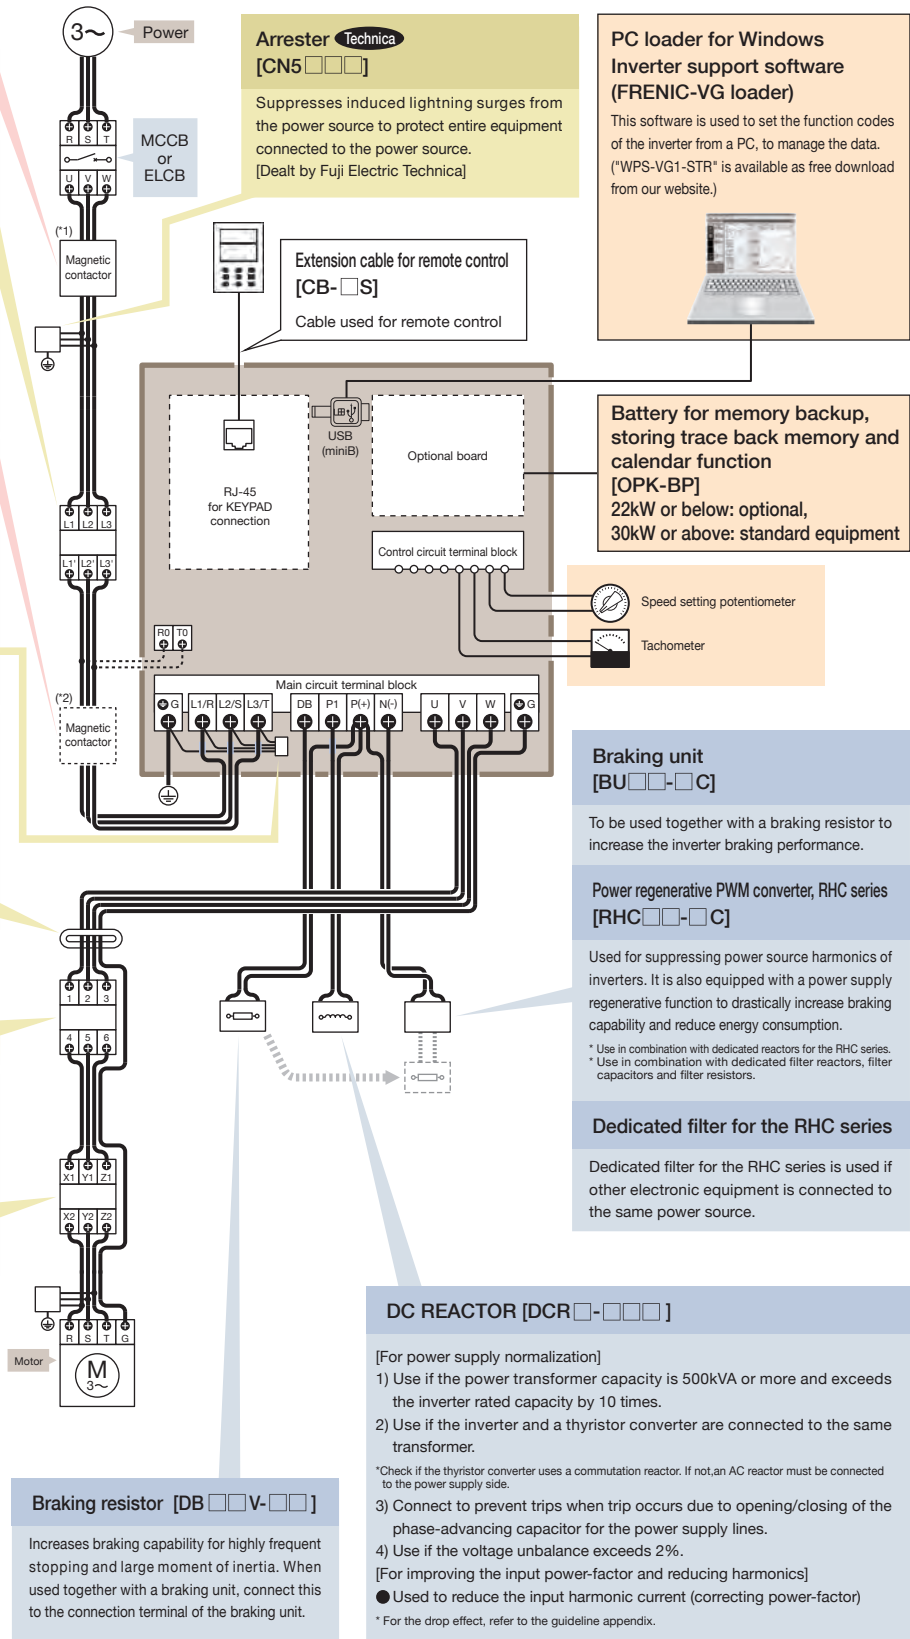 3~
Power
R S T
U V W
MCCB
or
ELCB
Arrester Technica
[CN5□□□]
Suppresses induced lightning surges from
the power source to protect entire equipment
connected to the power source.
[Dealt by Fuji Electric Technica]
PC loader for Windows
Inverter support software
(FRENIC-VG loader)
This software is used to set the function codes
of the inverter from a PC, to manage the data.
("WPS-VG1-STR" is available as free download
from our website.)
(*1)
Magnetic
contactor
Extension cable for remote control
[CB-□S]
Cable used for remote control
USB
(miniB)
RJ-45
for KEYPAD
connection
Optional board
Battery for memory backup,
storing trace back memory and
calendar function
[OPK-BP]
22kW or below: optional,
30kW or above: standard equipment
L1 L2 L3
L1' L2' L3'
Control circuit terminal block
Speed setting potentiometer
Tachometer
R0 T0
(*2)
Magnetic
contactor
Main circuit terminal block
G L1/R L2/S L3/T DB P1 P(+) N(-) U V W G
Braking unit
[BU□□-□C]
To be used together with a braking resistor to
increase the inverter braking performance.
Power regenerative PWM converter, RHC series
[RHC□□-□C]
Used for suppressing power source harmonics of
inverters. It is also equipped with a power supply
regenerative function to drastically increase braking
capability and reduce energy consumption.
* Use in combination with dedicated reactors for the RHC series.
* Use in combination with dedicated filter reactors, filter
capacitors and filter resistors.
Dedicated filter for the RHC series
Dedicated filter for the RHC series is used if
other electronic equipment is connected to
the same power source.
1 2 3
4 5 6
X1 Y1 Z1
X2 Y2 Z2
R S T G
Motor
M
3~
DC REACTOR [DCR□-□□□]
[For power supply normalization]
1) Use if the power transformer capacity is 500kVA or more and exceeds
the inverter rated capacity by 10 times.
2) Use if the inverter and a thyristor converter are connected to the same
transformer.
*Check if the thyristor converter uses a commutation reactor. If not,an AC reactor must be connected
to the power supply side.
3) Connect to prevent trips when trip occurs due to opening/closing of the
phase-advancing capacitor for the power supply lines.
4) Use if the voltage unbalance exceeds 2%.
[For improving the input power-factor and reducing harmonics]
●Used to reduce the input harmonic current (correcting power-factor)
* For the drop effect, refer to the guideline appendix.
Braking resistor [DB□□V-□□]
Increases braking capability for highly frequent
stopping and large moment of inertia. When
used together with a braking unit, connect this
to the connection terminal of the braking unit.